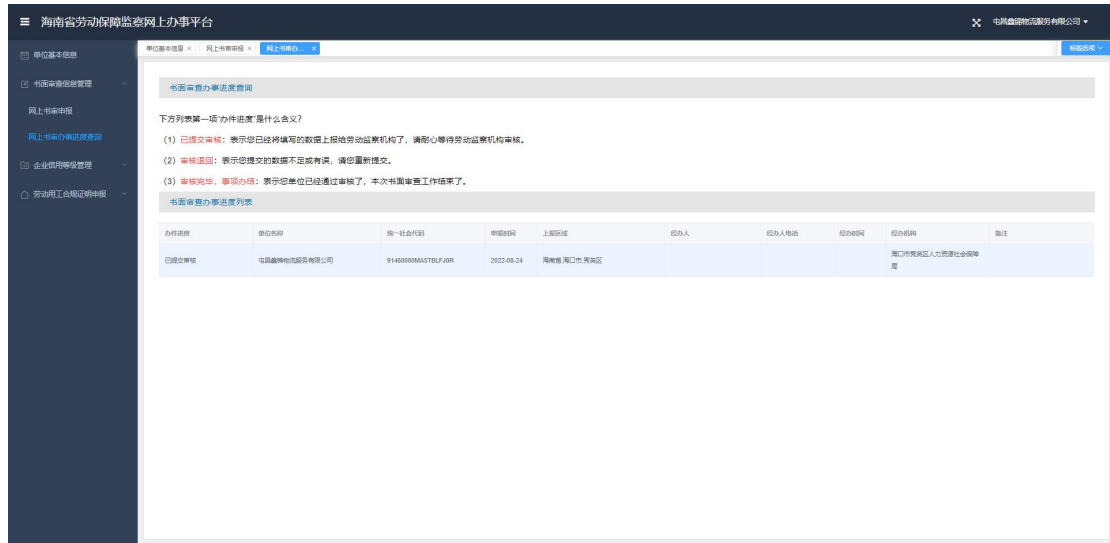 海南省劳动保障监察网上办事平台
屯昌鑫锦物流服务有限公司
单位基本信息
书面审查信息管理
网上书审申报
网上书审办事进度查询
企业信用等级管理
劳动用工合规证明申报
单位基本信息 × 网上书审申报 × 网上书审办... ×
标签选项
书面审查办事进度查询
下方列表第一项“办件进度”是什么含义?
(1) 已提交审核：表示您已经将填写的数据上报给劳动监察机构了，请耐心等待劳动监察机构审核。
(2) 审核退回：表示您提交的数据不足或有误，请您重新提交。
(3) 审核完毕，事项办结：表示您单位已经通过审核了，本次书面审查工作结束了。
书面审查办事进度列表
办件进度 单位名称 统一社会代码 申报时间 上报区域 经办人 经办人电话 经办时间 经办机构 备注
已提交审核 屯昌鑫锦物流服务有限公司 91460000MA5TBLFJ0R 2022-08-24 海南省,海口市,秀英区 海口市秀英区人力资源社会保障
局